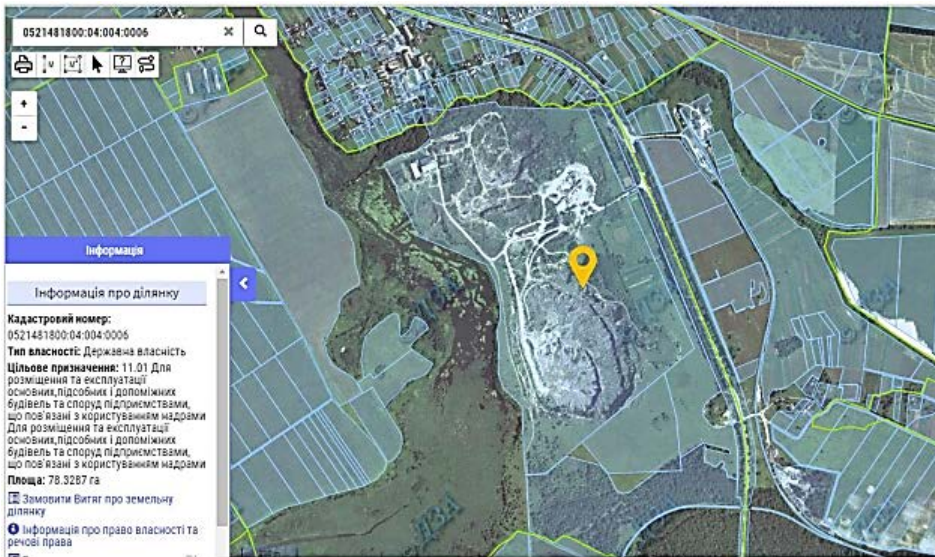 0521481800:04:004:0006
Інформація
Інформація про ділянку
Кадастровий номер:
0521481800:04:004:0006
Тип власності: Державна власність
Цільове призначення: 11.01 Для
розміщення та експлуатації
основних,підсобних і допоміжних
будівель та споруд підприємствами,
що пов'язані з користуванням надрами
Для розміщення та експлуатації
основних,підсобних і допоміжних
будівель та споруд підприємствами,
що пов'язані з користуванням надрами
Площа: 78.3287 га
Замовити Витяг про земельну
ділянку
Інформація про право власності та
речові права